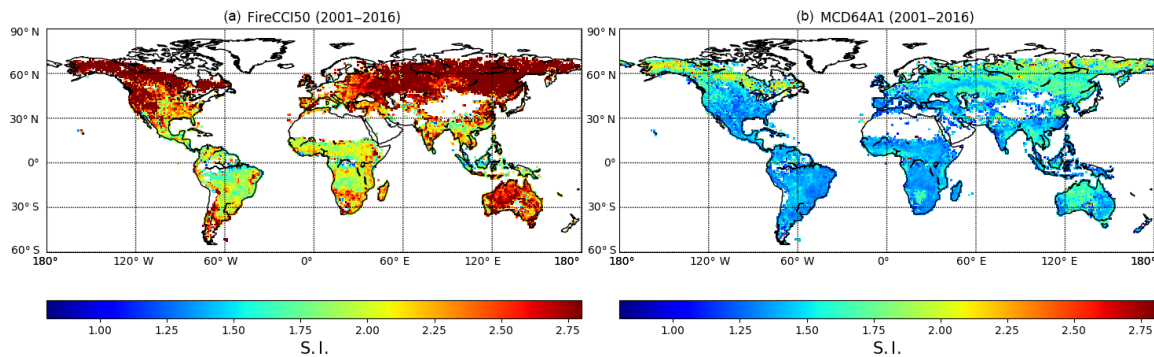 (a) FireCCI50 (2001–2016)
90° N
60° N
30° N
0°
30° S
60° S
180° 120° W 60° W 0° 60° E 120° E 180°
1.00 1.25 1.50 1.75 2.00 2.25 2.50 2.75
S.I.
(b) MCD64A1 (2001–2016)
90° N
60° N
30° N
0°
30° S
60° S
180° 120° W 60° W 0° 60° E 120° E 180°
1.00 1.25 1.50 1.75 2.00 2.25 2.50 2.75
S.I.